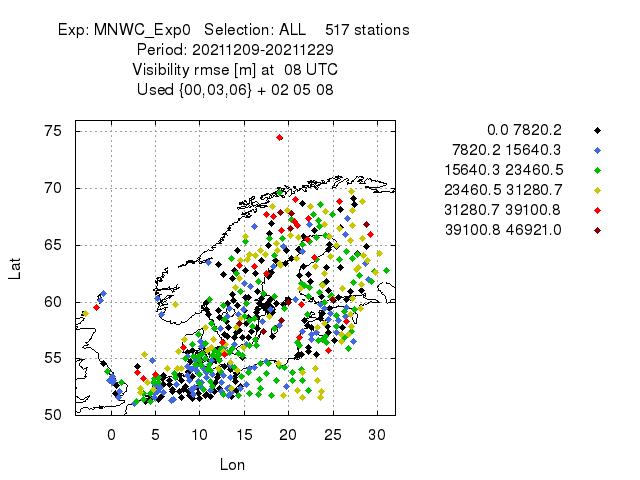 Exp: MNWC_Exp0   Selection: ALL    517 stations
Period: 20211209-20211229
Visibility rmse [m] at  08 UTC
Used {00,03,06} + 02 05 08
0.0 7820.2
7820.2 15640.3
15640.3 23460.5
23460.5 31280.7
31280.7 39100.8
39100.8 46921.0
75
70
65
60
55
50
Lat
0 5 10 15 20 25 30
Lon